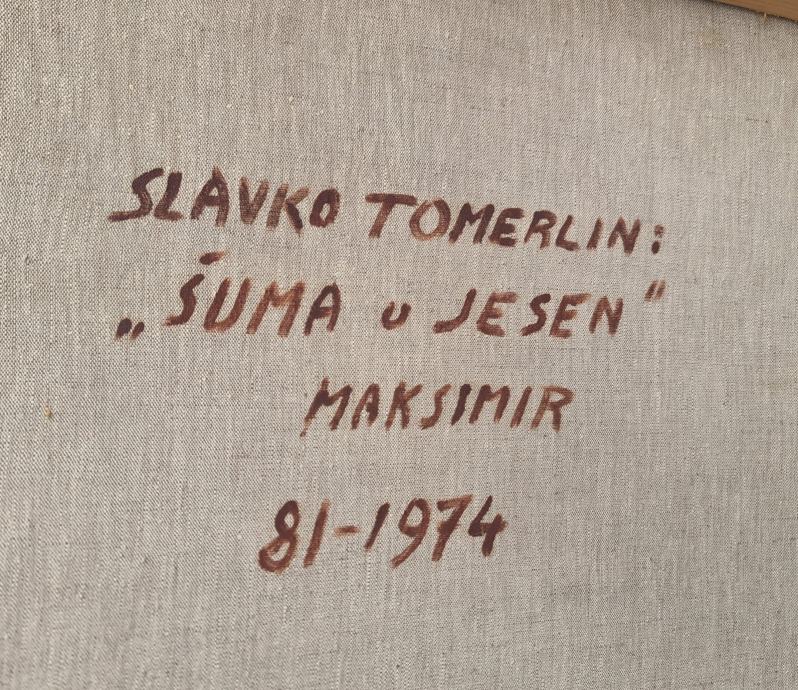 SLAVKO TOMERLIN:
„ŠUMA u JESEN"
MAKSIMIR
81-1974